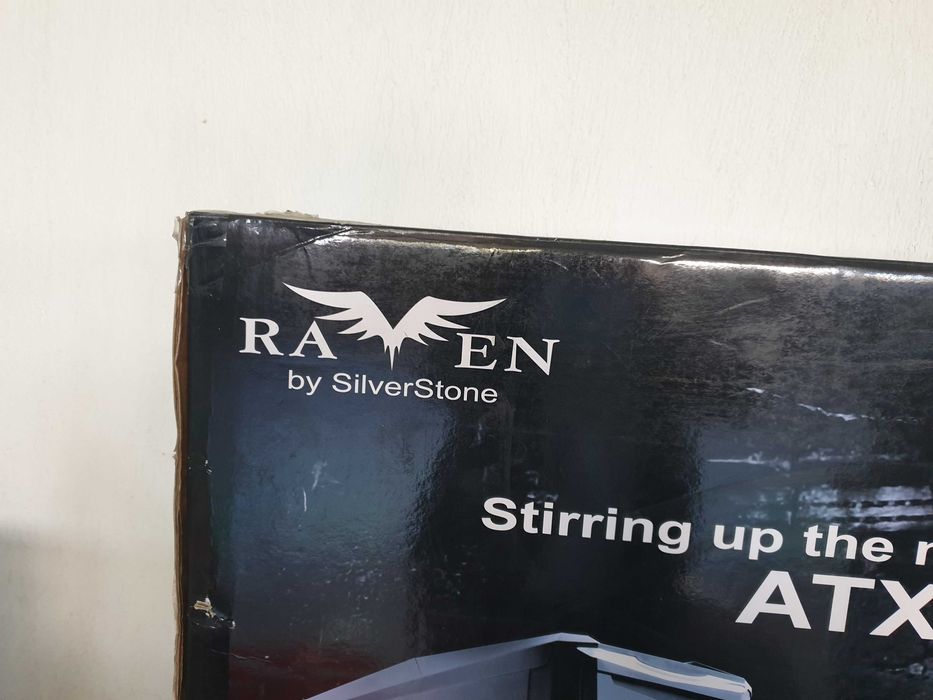 RAVEN
by SilverStone
Stirring up the
ATX